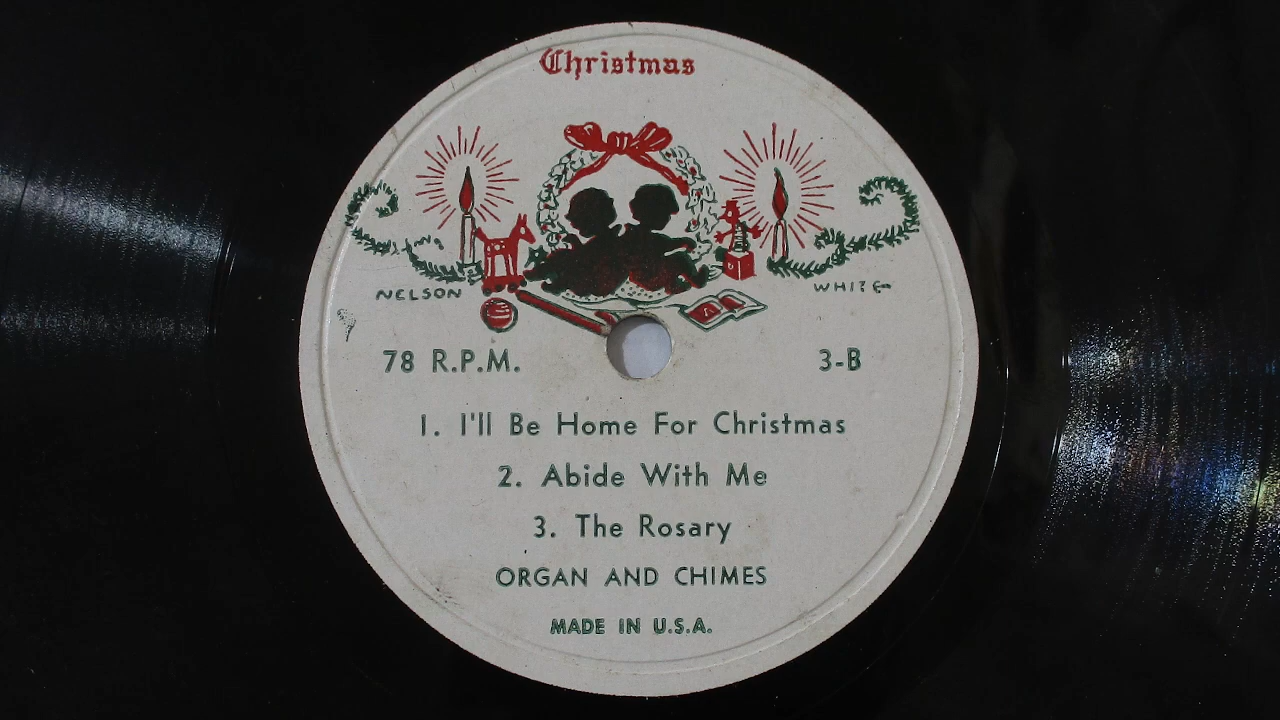 Christmas
NELSON WHITE
78 R.P.M. 3-B
1. I'll Be Home For Christmas
2. Abide With Me
3. The Rosary
ORGAN AND CHIMES
MADE IN U.S.A.